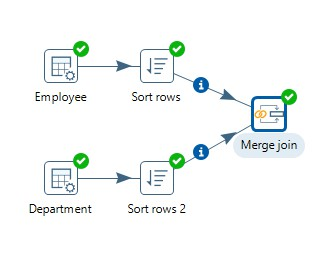 Employee
Sort rows
Merge join
Department
Sort rows 2